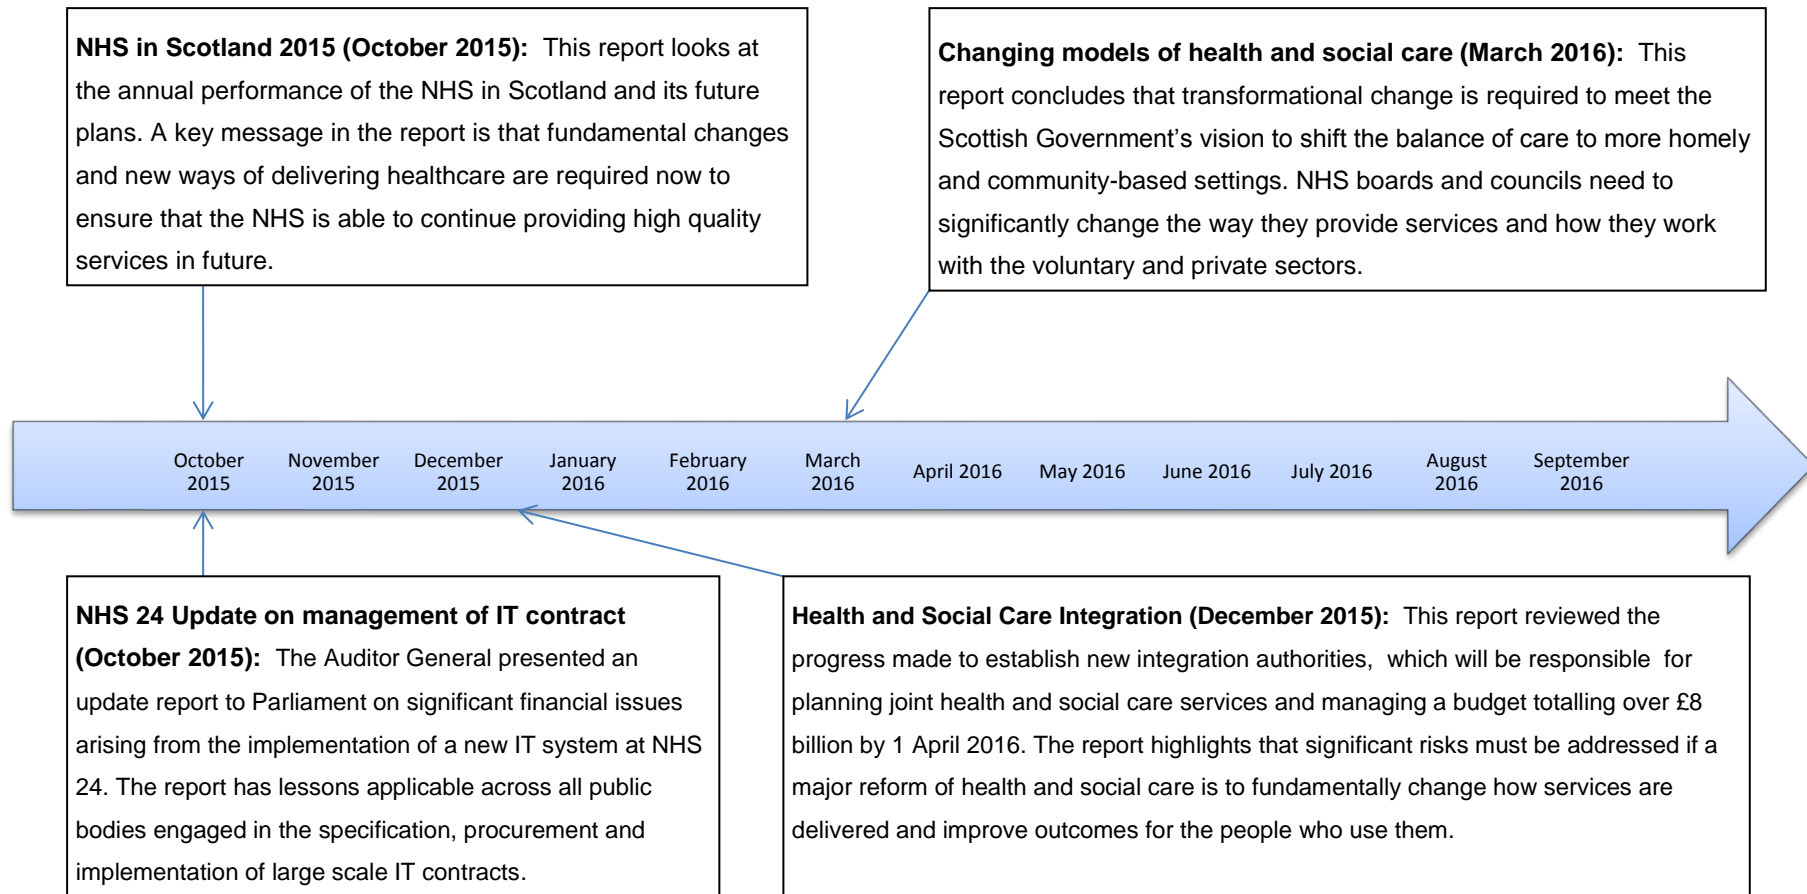 NHS in Scotland 2015 (October 2015): This report looks at
the annual performance of the NHS in Scotland and its future
plans. A key message in the report is that fundamental changes
and new ways of delivering healthcare are required now to
ensure that the NHS is able to continue providing high quality
services in future.
Changing models of health and social care (March 2016): This
report concludes that transformational change is required to meet the
Scottish Government’s vision to shift the balance of care to more homely
and community-based settings. NHS boards and councils need to
significantly change the way they provide services and how they work
with the voluntary and private sectors.
October
2015
November
2015
December
2015
January
2016
February
2016
March
2016
April 2016
May 2016
June 2016
July 2016
August
2016
September
2016
NHS 24 Update on management of IT contract
(October 2015): The Auditor General presented an
update report to Parliament on significant financial issues
arising from the implementation of a new IT system at NHS
24. The report has lessons applicable across all public
bodies engaged in the specification, procurement and
implementation of large scale IT contracts.
Health and Social Care Integration (December 2015): This report reviewed the
progress made to establish new integration authorities, which will be responsible for
planning joint health and social care services and managing a budget totalling over £8
billion by 1 April 2016. The report highlights that significant risks must be addressed if a
major reform of health and social care is to fundamentally change how services are
delivered and improve outcomes for the people who use them.